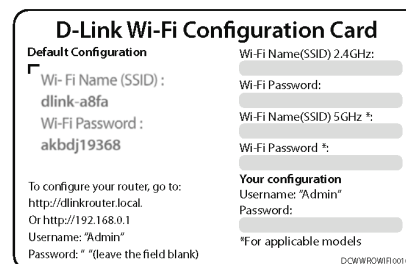 D-Link Wi-Fi Configuration Card
Default Configuration
Wi- Fi Name (SSID) :
dlink-a8fa
Wi-Fi Password :
akbdj19368
To configure your router, go to:
http://dlinkrouter.local.
Or http://192.168.0.1
Username: "Admin"
Password: " "(leave the field blank)
Wi-Fi Name(SSID) 2.4GHz:
Wi-Fi Password:
Wi-Fi Name(SSID) 5GHz *:
Wi-Fi Password *:
Your configuration
Username: "Admin"
Password:
*For applicable models